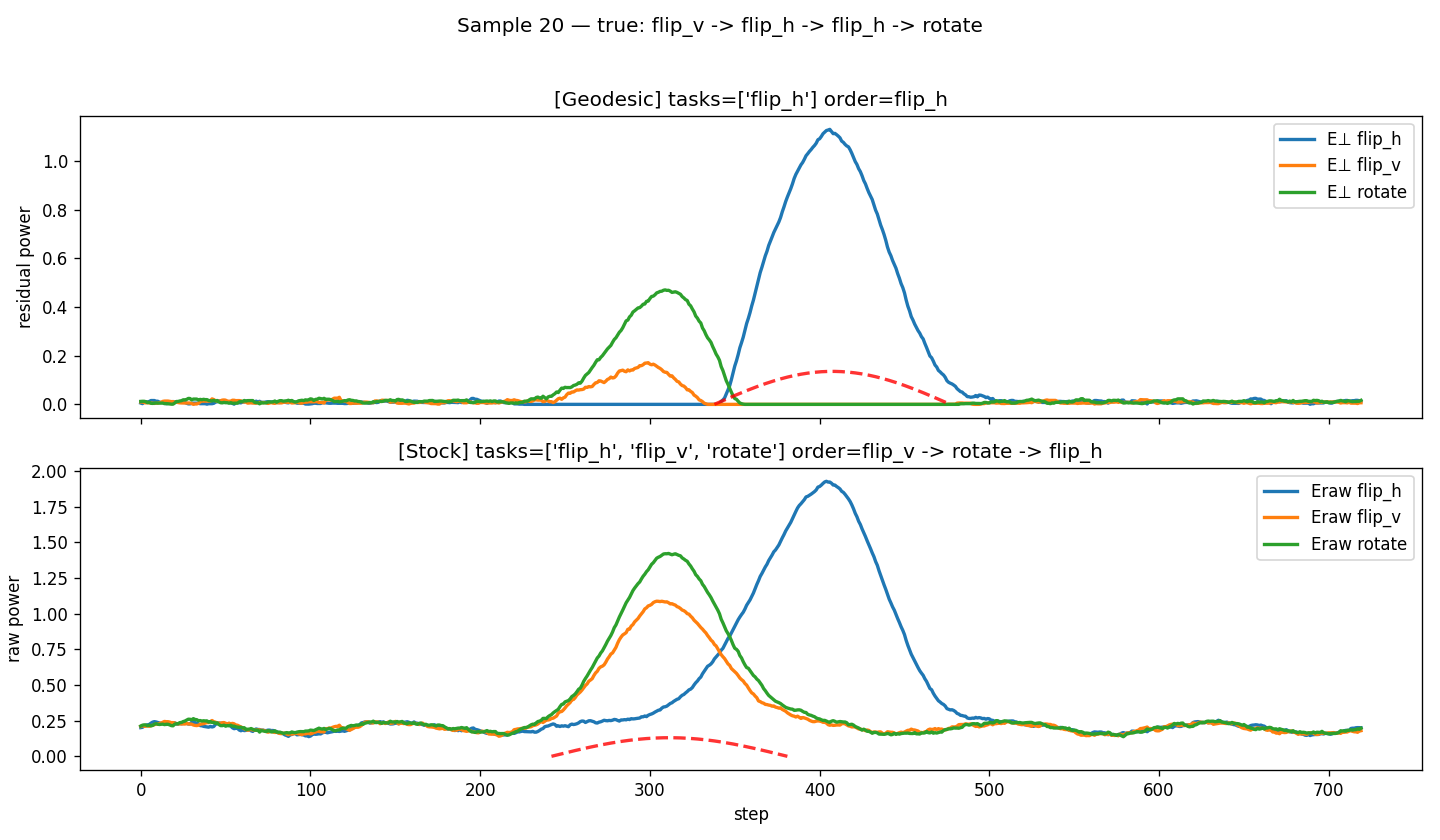 Sample 20 — true: flip_v -> flip_h -> flip_h -> rotate
[Geodesic] tasks=['flip_h'] order=flip_h
residual power
1.0
0.8
0.6
0.4
0.2
0.0
E⊥ flip_h
E⊥ flip_v
E⊥ rotate
[Stock] tasks=['flip_h', 'flip_v', 'rotate'] order=flip_v -> rotate -> flip_h
raw power
2.00
1.75
1.50
1.25
1.00
0.75
0.50
0.25
0.00
Eraw flip_h
Eraw flip_v
Eraw rotate
0 100 200 300 400 500 600 700
step